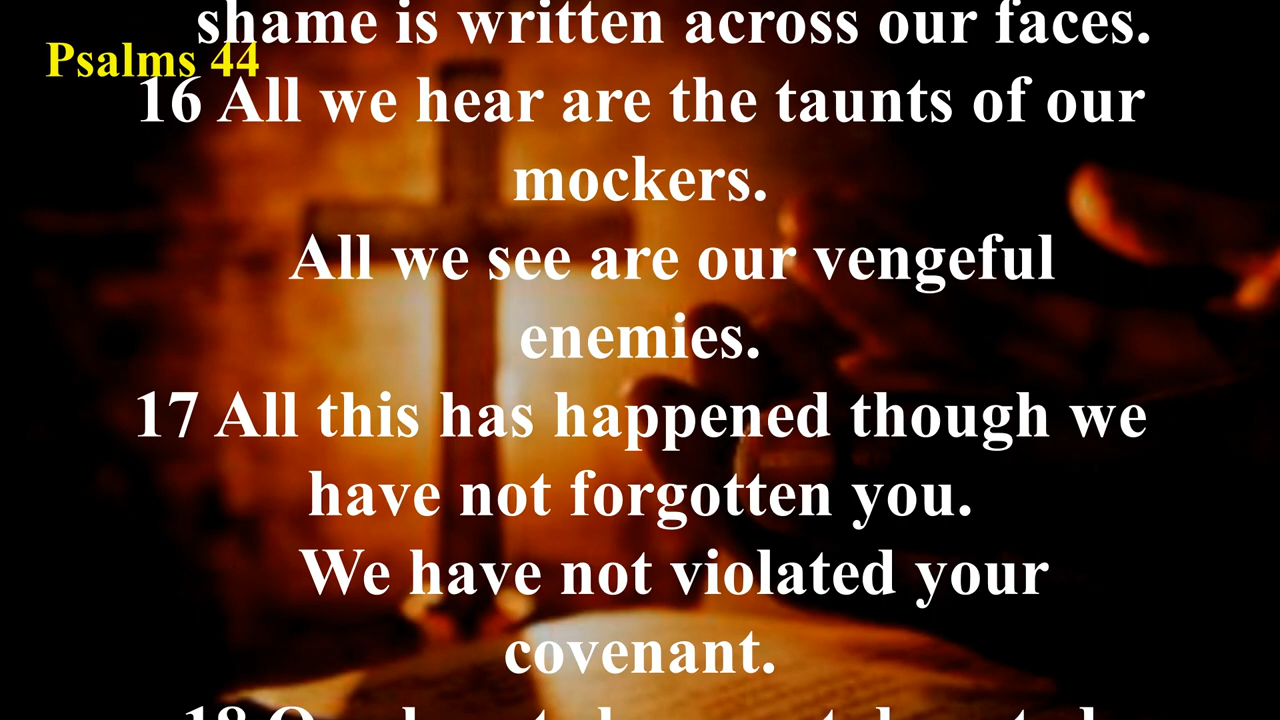 shame is written across our faces.
Psalms 44
16 All we hear are the taunts of our
mockers.
All we see are our vengeful
enemies.
17 All this has happened though we
have not forgotten you.
We have not violated your
covenant.
18